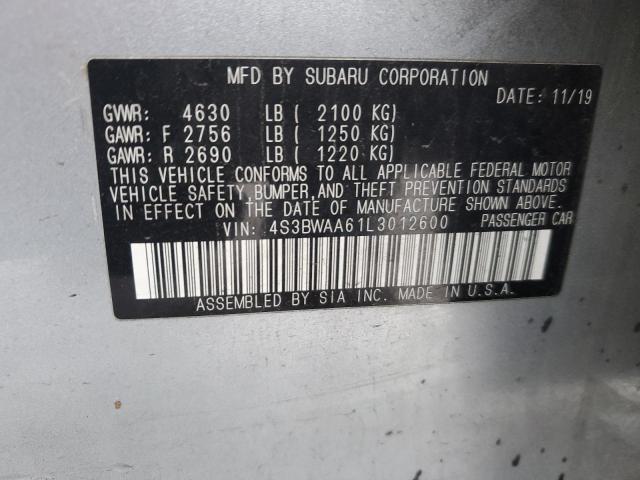 MFD BY SUBARU CORPORATION
DATE: 11/19
GVWR: 4630 LB ( 2100 KG)
GAWR: F 2756 LB ( 1250 KG)
GAWR: R 2690 LB ( 1220 KG)
THIS VEHICLE CONFORMS TO ALL APPLICABLE FEDERAL MOTOR
VEHICLE SAFETY,BUMPER,AND THEFT PREVENTION STANDARDS
IN EFFECT ON THE DATE OF MANUFACTURE SHOWN ABOVE.
VIN: 4S3BWAA61L3012600 PASSENGER CAR
ASSEMBLED BY SIA INC. MADE IN U.S.A.